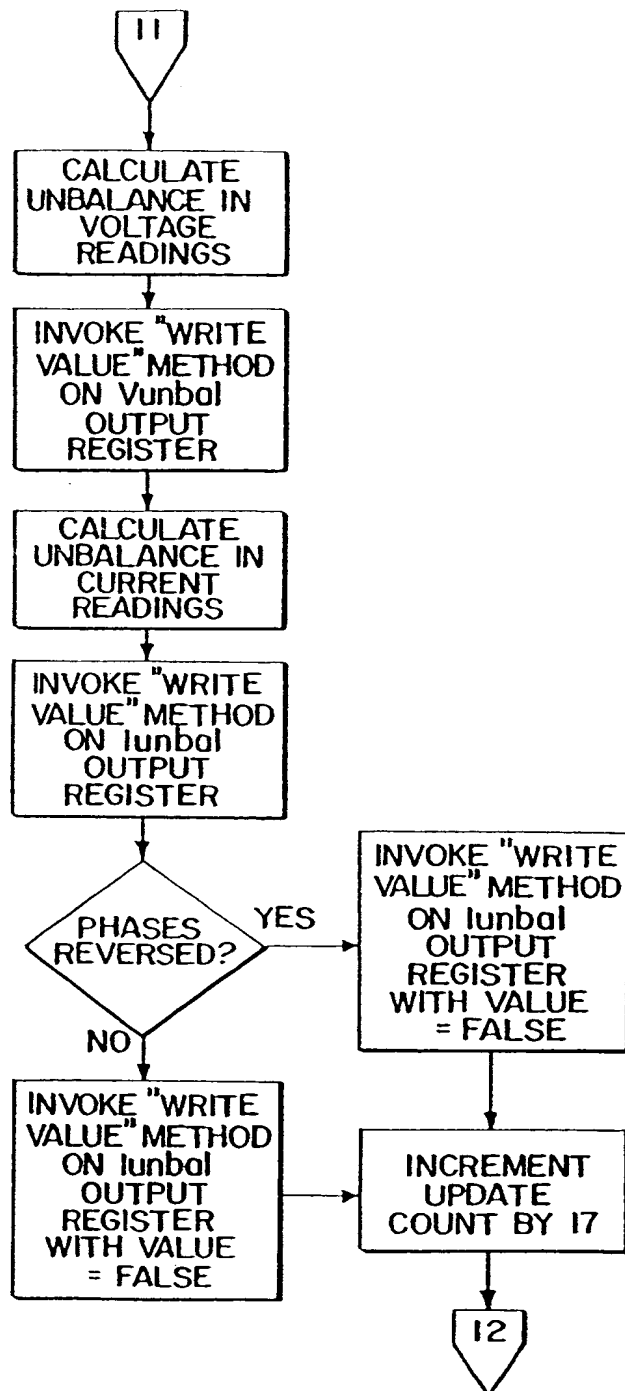 11
CALCULATE
UNBALANCE IN
VOLTAGE
READINGS
INVOKE "WRITE
VALUE" METHOD
ON Vunbal
OUTPUT
REGISTER
CALCULATE
UNBALANCE IN
CURRENT
READINGS
INVOKE "WRITE
VALUE" METHOD
ON Iunbal
OUTPUT
REGISTER
PHASES
REVERSED?
YES
INVOKE "WRITE
VALUE" METHOD
ON Iunbal
OUTPUT
REGISTER
WITH VALUE
= FALSE
NO
INVOKE "WRITE
VALUE" METHOD
ON Iunbal
OUTPUT
REGISTER
WITH VALUE
= FALSE
INCREMENT
UPDATE
COUNT BY 17
12